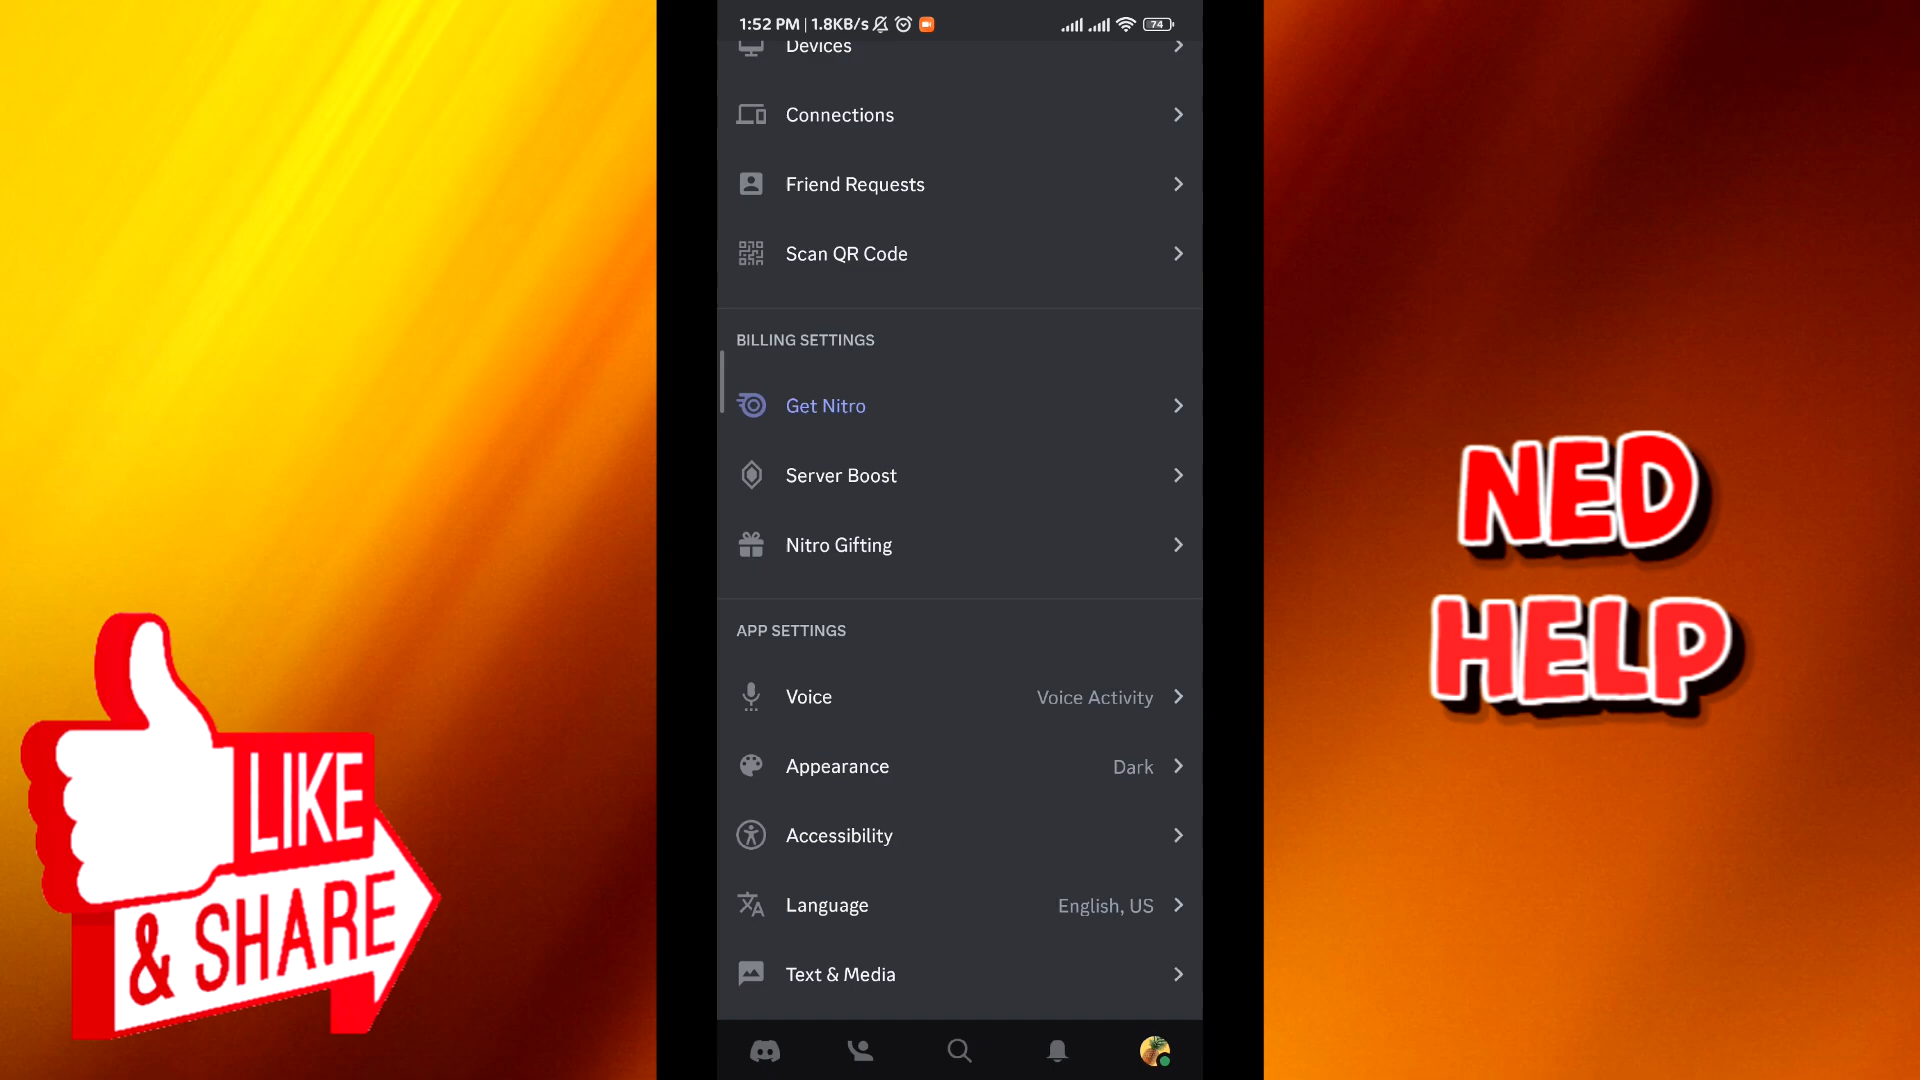 1:52 PM | 1.8KB/s
74
Devices
Connections
Friend Requests
Scan QR Code
BILLING SETTINGS
Get Nitro
Server Boost
Nitro Gifting
APP SETTINGS
Voice Voice Activity
Appearance Dark
Accessibility
Language English, US
Text & Media
LIKE
& SHARE
NED
HELP